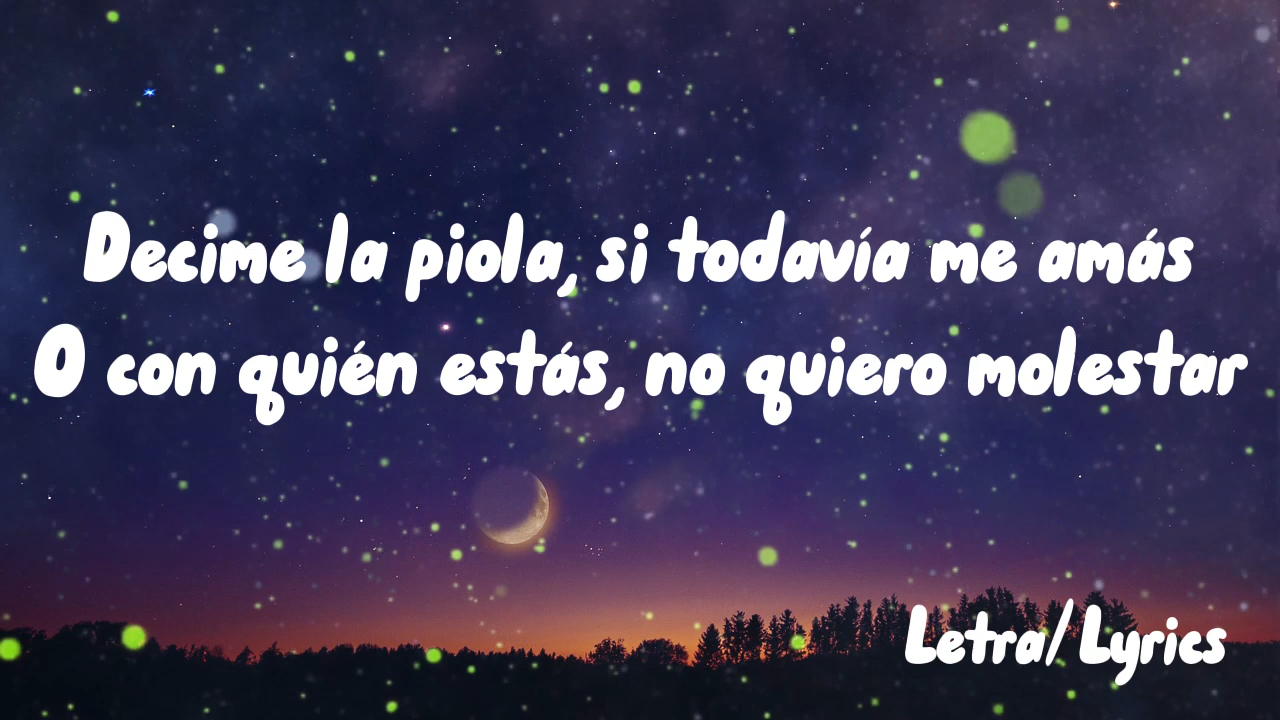 Decime la piola, si todavía me amás
O con quién estás, no quiero molestar
Letra/Lyrics